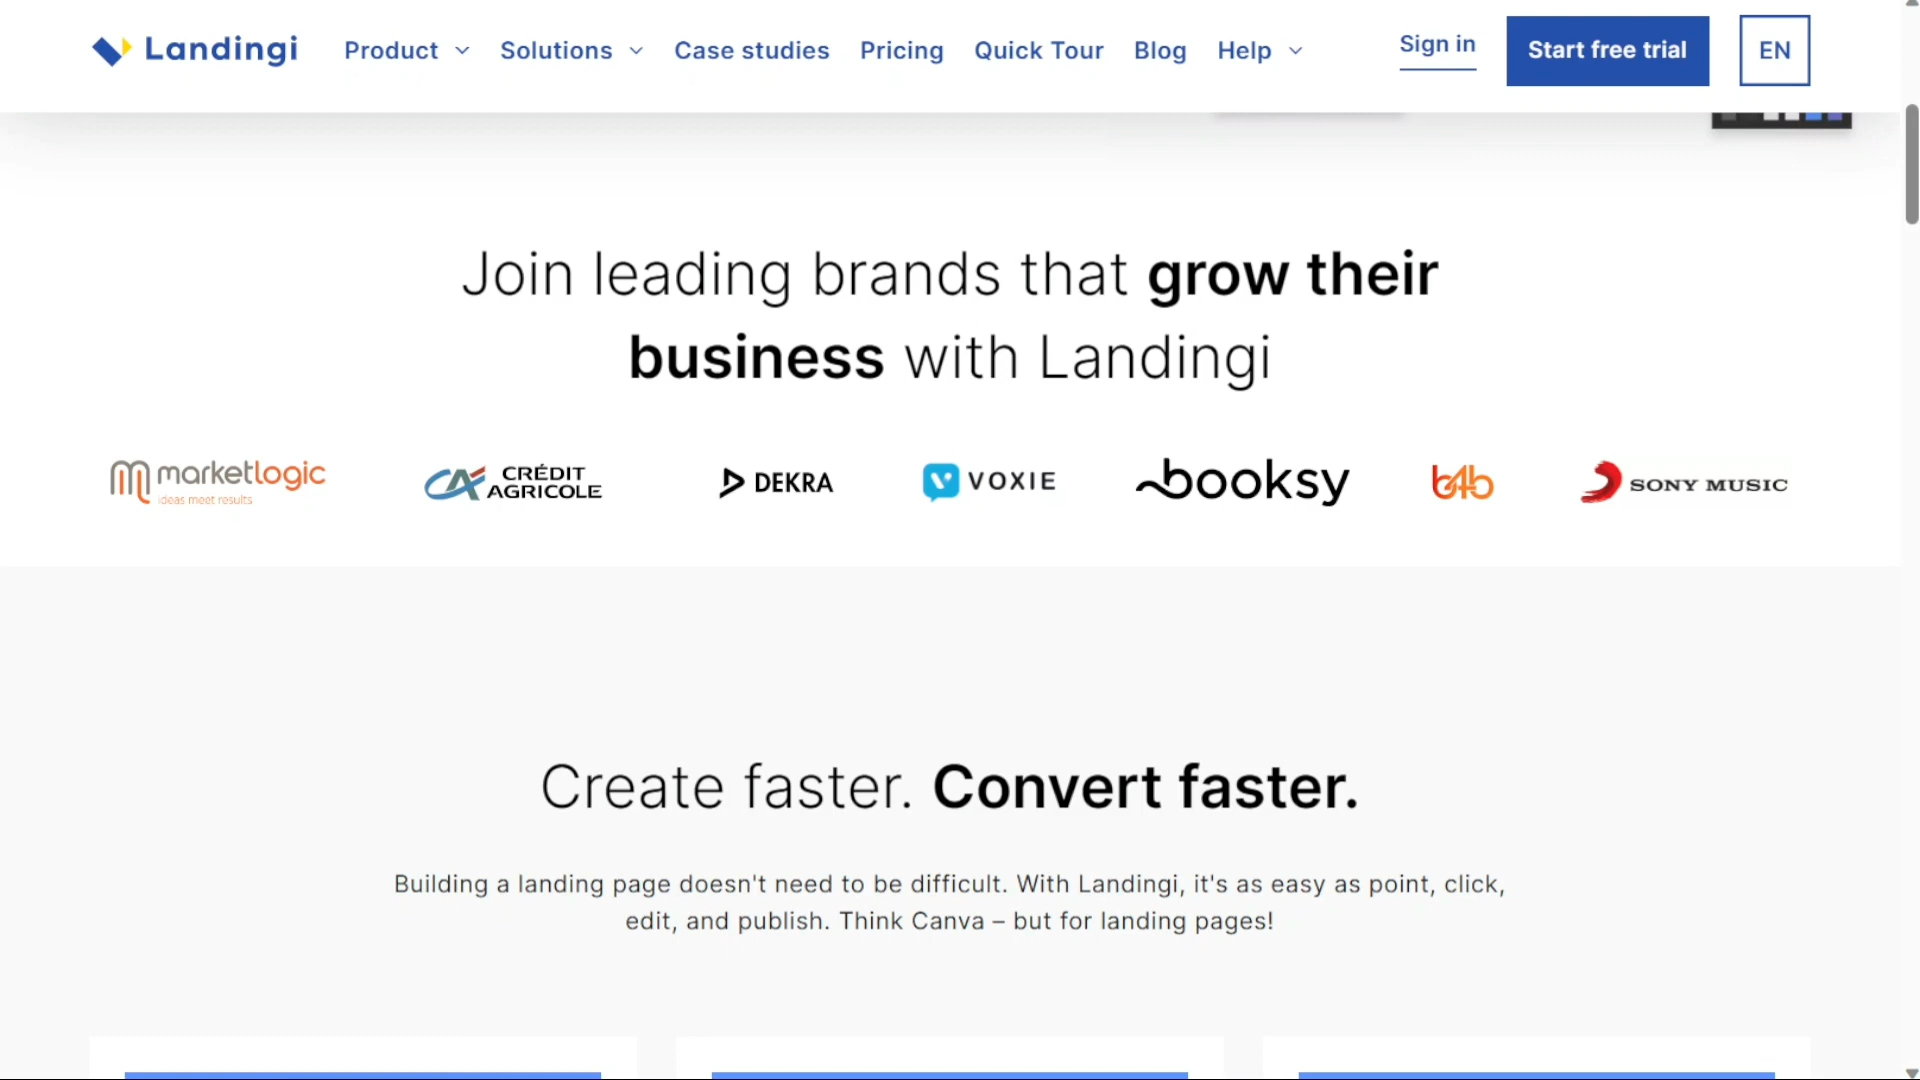 Landingi Product Solutions Case studies Pricing Quick Tour Blog Help Sign in Start free trial EN
Join leading brands that grow their
business with Landingi
marketlogic
ideas meet results
CRÉDIT
AGRICOLE
DEKRA
VOXIE
booksy
b4b
SONY MUSIC
Create faster. Convert faster.
Building a landing page doesn't need to be difficult. With Landingi, it's as easy as point, click,
edit, and publish. Think Canva – but for landing pages!